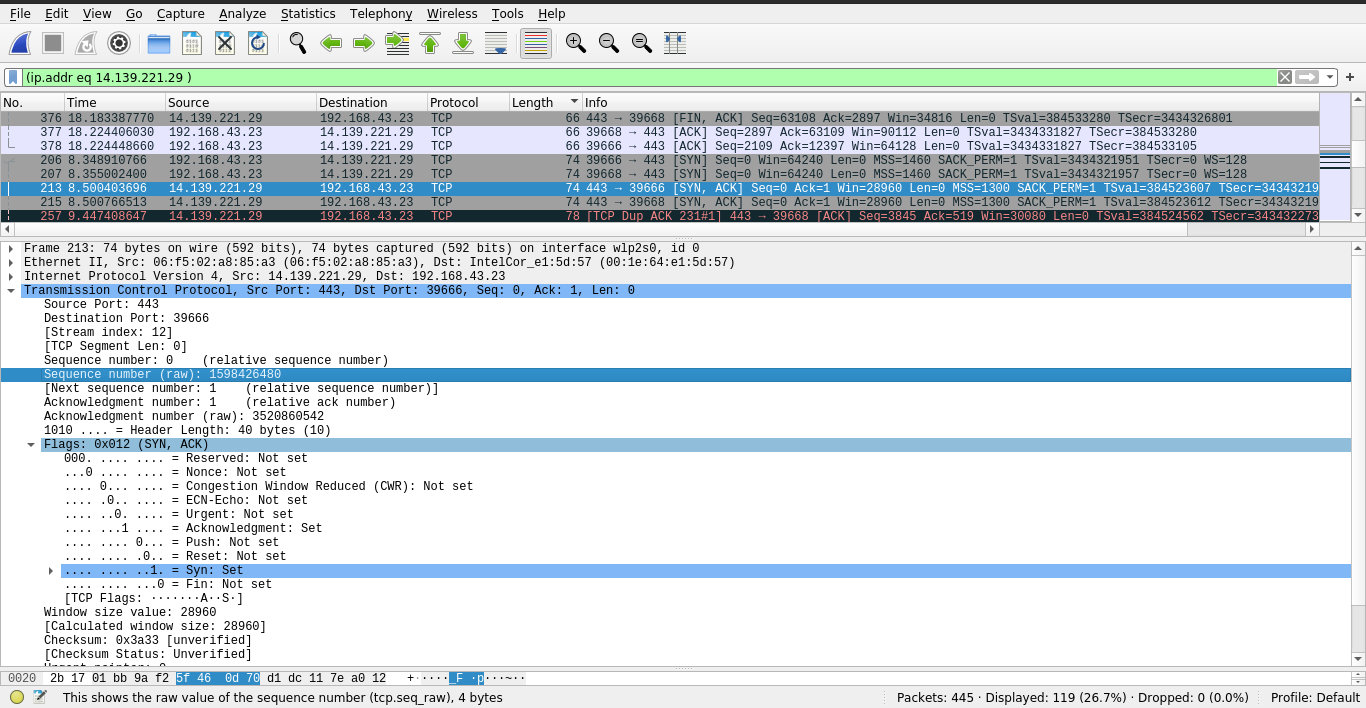 File Edit View Go Capture Analyze Statistics Telephony Wireless Tools Help
(ip.addr eq 14.139.221.29 )
No. Time Source Destination Protocol Length Info
376 18.183387770 14.139.221.29 192.168.43.23 TCP 66 443 → 39668 [FIN, ACK] Seq=63108 Ack=2897 Win=34816 Len=0 TSval=384533280 TSecr=3434326801
377 18.224406030 192.168.43.23 14.139.221.29 TCP 66 39668 → 443 [ACK] Seq=2897 Ack=63109 Win=90112 Len=0 TSval=3434331827 TSecr=384533280
378 18.224448660 192.168.43.23 14.139.221.29 TCP 66 39666 → 443 [ACK] Seq=2109 Ack=12397 Win=64128 Len=0 TSval=3434331827 TSecr=384533105
206 8.348910766 192.168.43.23 14.139.221.29 TCP 74 39666 → 443 [SYN] Seq=0 Win=64240 Len=0 MSS=1460 SACK_PERM=1 TSval=3434321951 TSecr=0 WS=128
207 8.355002400 192.168.43.23 14.139.221.29 TCP 74 39668 → 443 [SYN] Seq=0 Win=64240 Len=0 MSS=1460 SACK_PERM=1 TSval=3434321957 TSecr=0 WS=128
213 8.500403696 14.139.221.29 192.168.43.23 TCP 74 443 → 39666 [SYN, ACK] Seq=0 Ack=1 Win=28960 Len=0 MSS=1300 SACK_PERM=1 TSval=384523607 TSecr=34343219
215 8.500766513 14.139.221.29 192.168.43.23 TCP 74 443 → 39668 [SYN, ACK] Seq=0 Ack=1 Win=28960 Len=0 MSS=1300 SACK_PERM=1 TSval=384523612 TSecr=34343219
257 9.447408647 14.139.221.29 192.168.43.23 TCP 78 [TCP Dup ACK 231#1] 443 → 39668 [ACK] Seq=3845 Ack=519 Win=30080 Len=0 TSval=384524562 TSecr=343432273
Frame 213: 74 bytes on wire (592 bits), 74 bytes captured (592 bits) on interface wlp2s0, id 0
Ethernet II, Src: 06:f5:02:a8:85:a3 (06:f5:02:a8:85:a3), Dst: IntelCor_e1:5d:57 (00:1e:64:e1:5d:57)
Internet Protocol Version 4, Src: 14.139.221.29, Dst: 192.168.43.23
Transmission Control Protocol, Src Port: 443, Dst Port: 39666, Seq: 0, Ack: 1, Len: 0
Source Port: 443
Destination Port: 39666
[Stream index: 12]
[TCP Segment Len: 0]
Sequence number: 0 (relative sequence number)
Sequence number (raw): 1598426480
[Next sequence number: 1 (relative sequence number)]
Acknowledgment number: 1 (relative ack number)
Acknowledgment number (raw): 3520860542
1010 .... = Header Length: 40 bytes (10)
Flags: 0x012 (SYN, ACK)
000. .... .... = Reserved: Not set
...0 .... .... = Nonce: Not set
.... 0... .... = Congestion Window Reduced (CWR): Not set
.... .0.. .... = ECN-Echo: Not set
.... ..0. .... = Urgent: Not set
.... ...1 .... = Acknowledgment: Set
.... .... 0... = Push: Not set
.... .... .0.. = Reset: Not set
.... .... ..1. = Syn: Set
.... .... ...0 = Fin: Not set
[TCP Flags: ·······A··S·]
Window size value: 28960
[Calculated window size: 28960]
Checksum: 0x3a33 [unverified]
[Checksum Status: Unverified]
0020 2b 17 01 bb 9a f2 5f 46 0d 70 d1 dc 11 7e a0 12 +·····_F ·p···~··
This shows the raw value of the sequence number (tcp.seq_raw), 4 bytes
Packets: 445 · Displayed: 119 (26.7%) · Dropped: 0 (0.0%)
Profile: Default